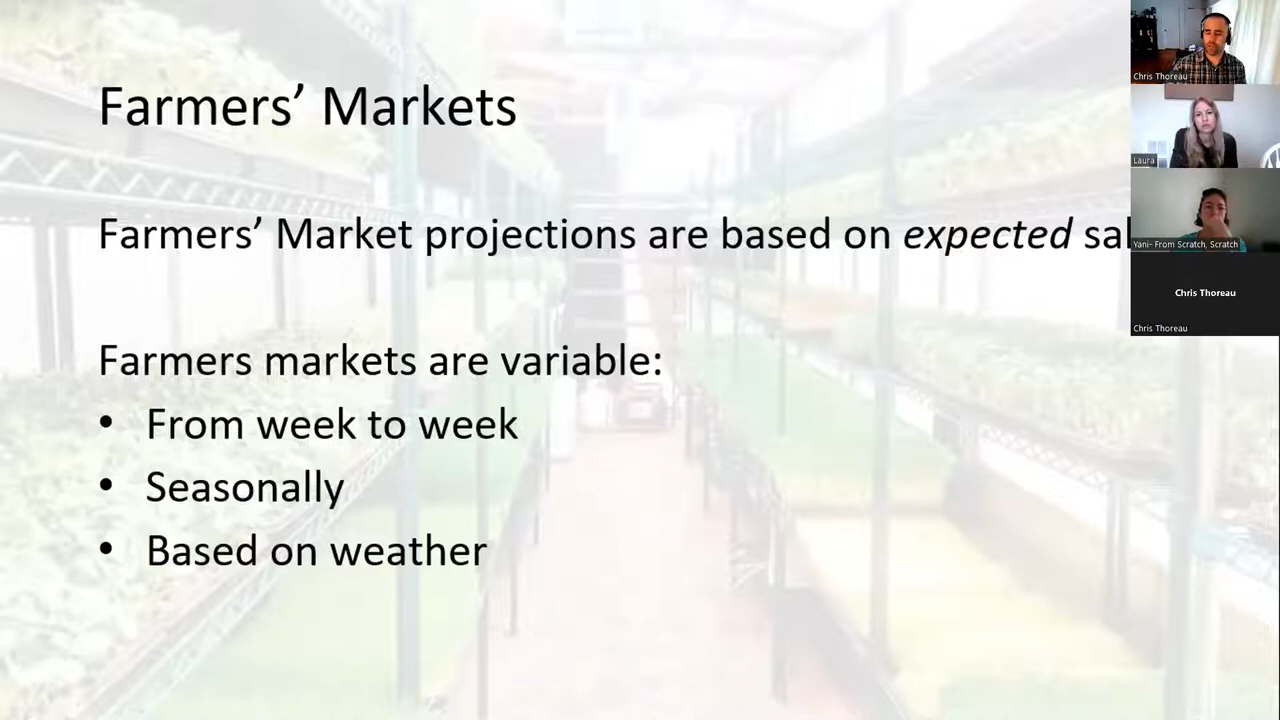 Farmers’ Markets
Farmers’ Market projections are based on expected sal
Farmers markets are variable:
• From week to week
• Seasonally
• Based on weather
Chris Thoreau
Laura
Yani- From Scratch, Scratch
Chris Thoreau
Chris Thoreau